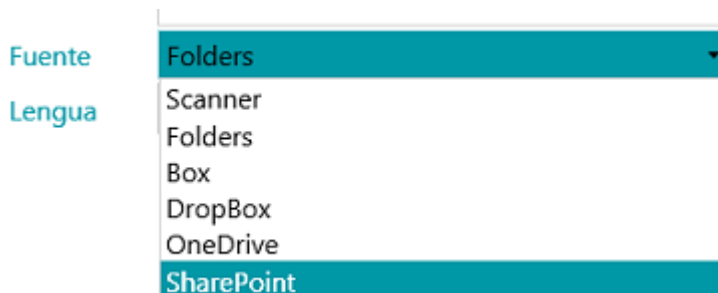 Fuente Folders
Lengua Scanner
Folders
Box
DropBox
OneDrive
SharePoint